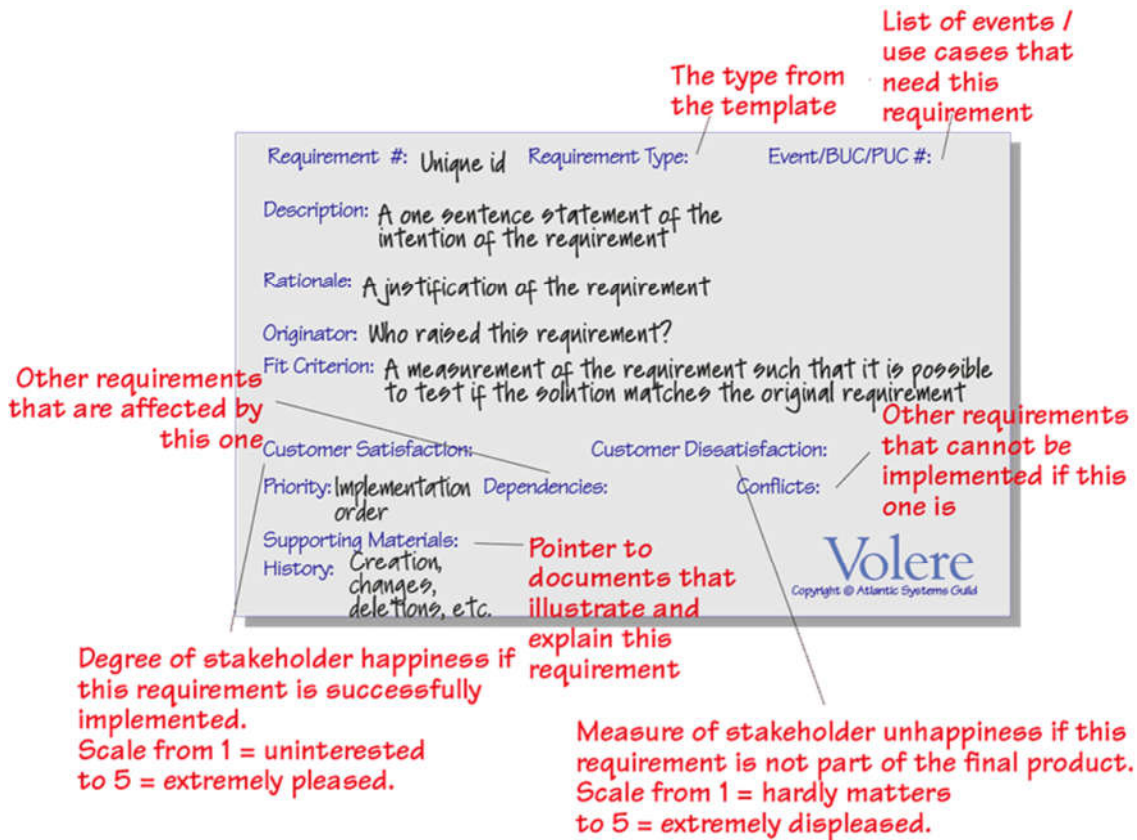 List of events /
use cases that
need this
requirement
The type from
the template
Requirement #: Unique id Requirement Type: Event/BUC/PUC #:
Description: A one sentence statement of the
intention of the requirement
Rationale: A justification of the requirement
Originator: Who raised this requirement?
Fit Criterion: A measurement of the requirement such that it is possible
to test if the solution matches the original requirement
Other requirements
that are affected by
this one
Other requirements
that cannot be
implemented if this
one is
Customer Satisfaction: Customer Dissatisfaction:
Priority: Implementation Dependencies: Conflicts:
order
Supporting Materials:
History: Creation,
changes,
deletions, etc.
Pointer to
documents that
illustrate and
explain this
requirement
Volere
Copyright © Atlantic Systems Guild
Degree of stakeholder happiness if
this requirement is successfully
implemented.
Scale from 1 = uninterested
to 5 = extremely pleased.
Measure of stakeholder unhappiness if this
requirement is not part of the final product.
Scale from 1 = hardly matters
to 5 = extremely displeased.